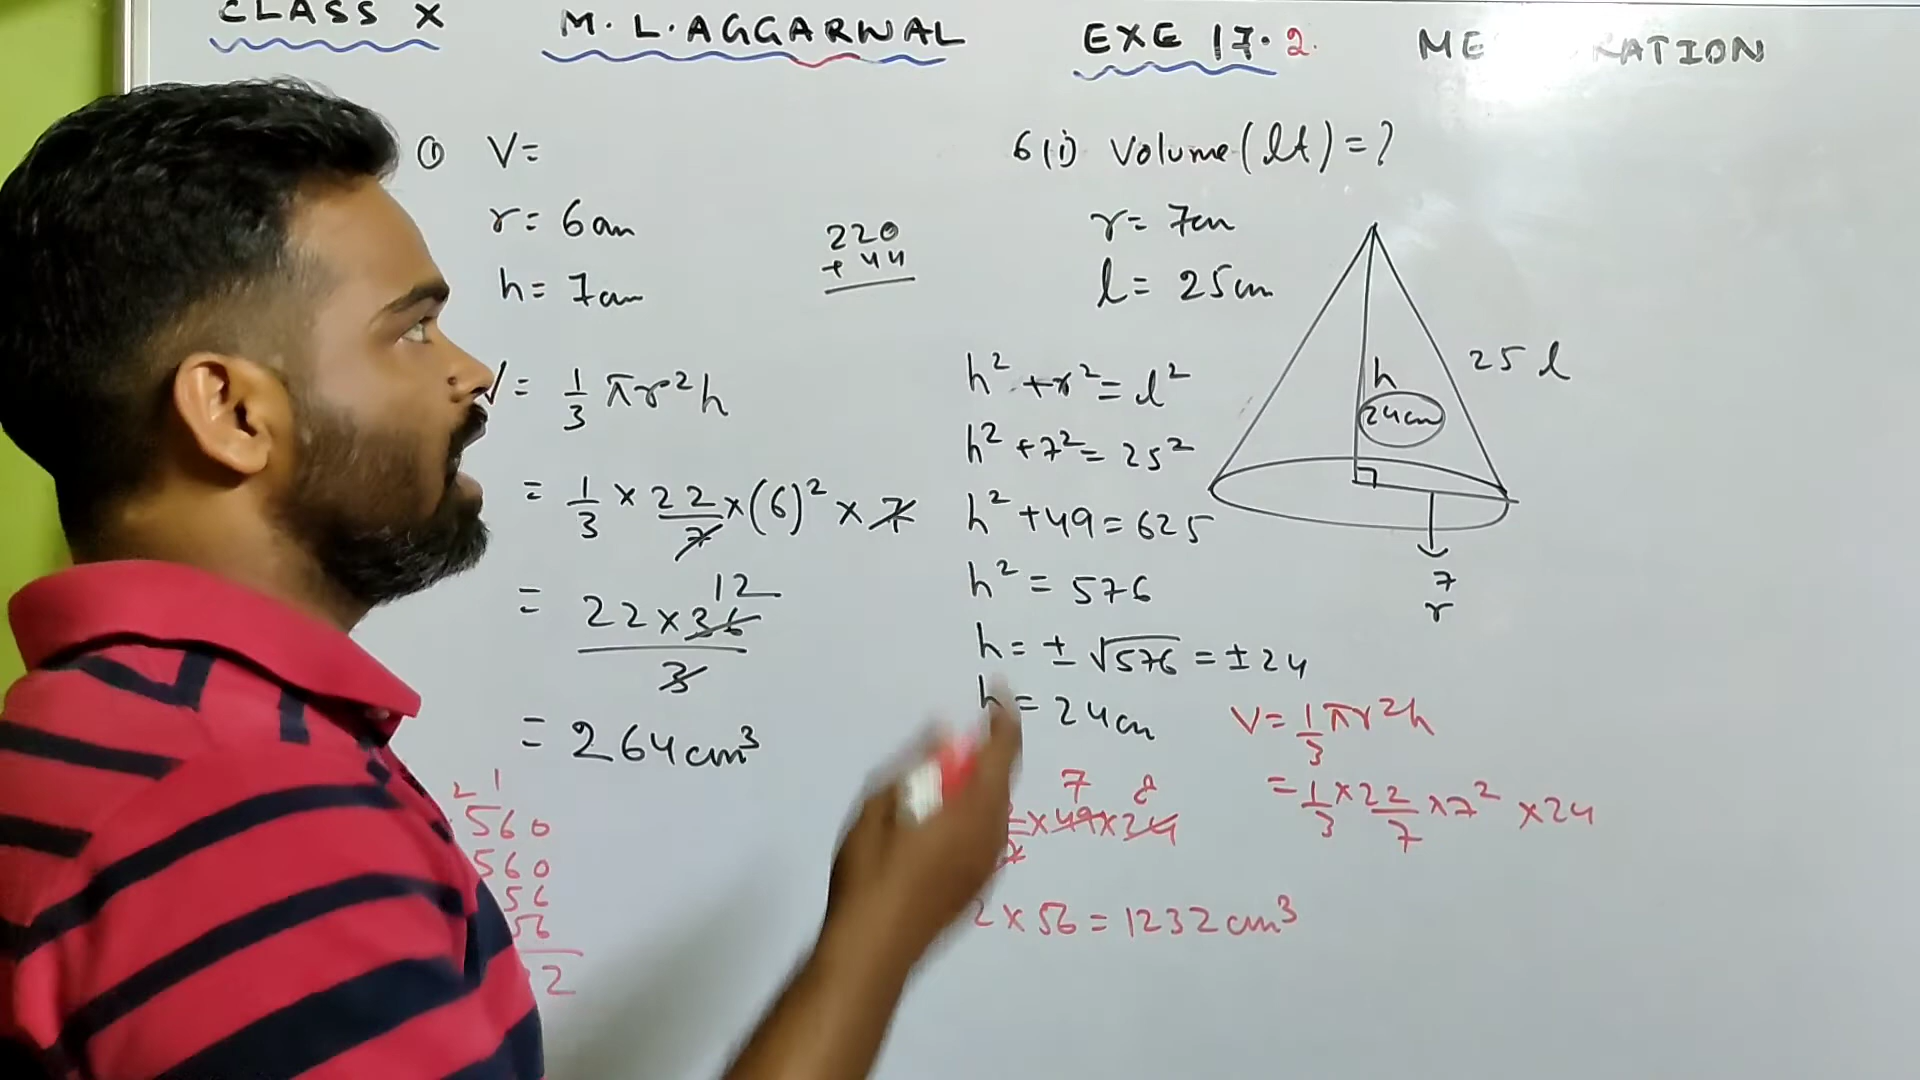 CLASS X M.L.AGGARWAL EXE 17.2.
① V=
r= 6cm
h= 7cm
220
+ 44
V= 1/3 πr²h
= 1/3 × 22/7 × (6)² × 7
12
= 22×36/3
= 264cm³
2 1
560
560
56
56
2
6(i) Volume (lt) = ?
r= 7cm
l= 25cm
h² + r² = l²
h² + 7² = 25²
h² + 49 = 625
h² = 576
h = ± √576 = ± 24
h = 24cm
h
24cm
25 l
7
r
V= 1/3 πr²h
= 1/3 × 22/7 × 7² × 24
7 8
×49×24
2 × 56 = 1232 cm³